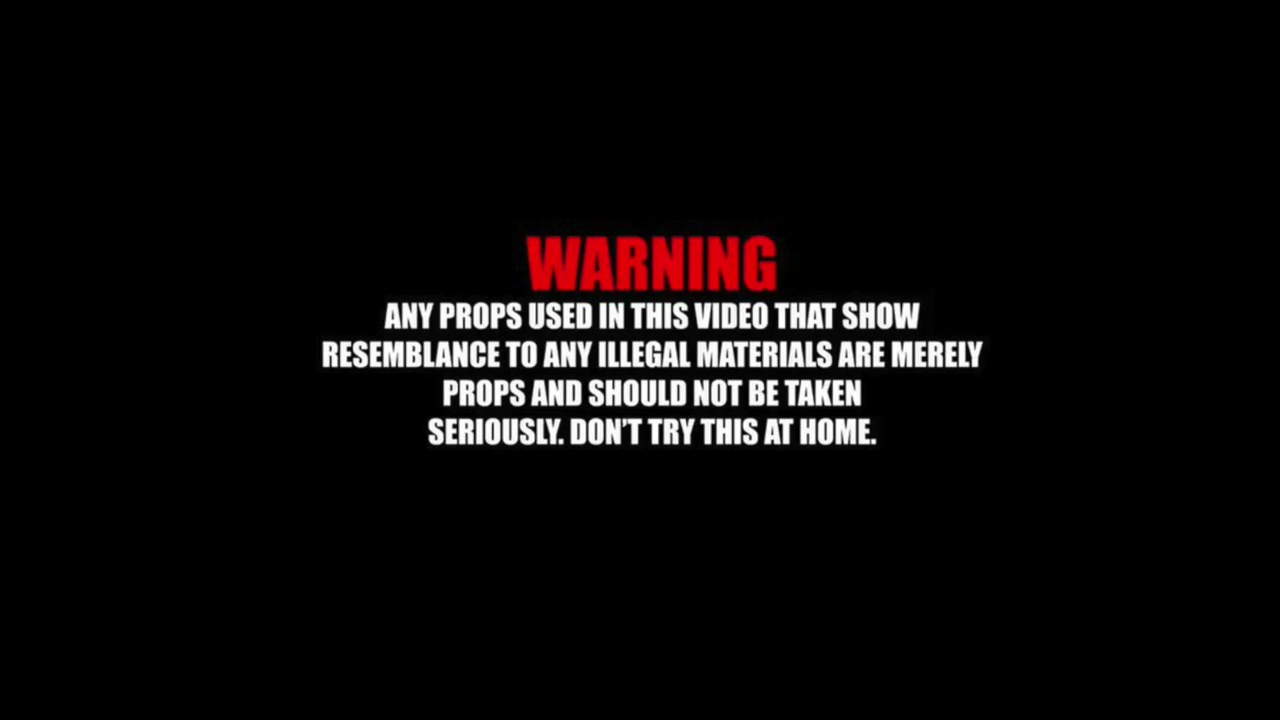 WARNING
ANY PROPS USED IN THIS VIDEO THAT SHOW
RESEMBLANCE TO ANY ILLEGAL MATERIALS ARE MERELY
PROPS AND SHOULD NOT BE TAKEN
SERIOUSLY. DON'T TRY THIS AT HOME.